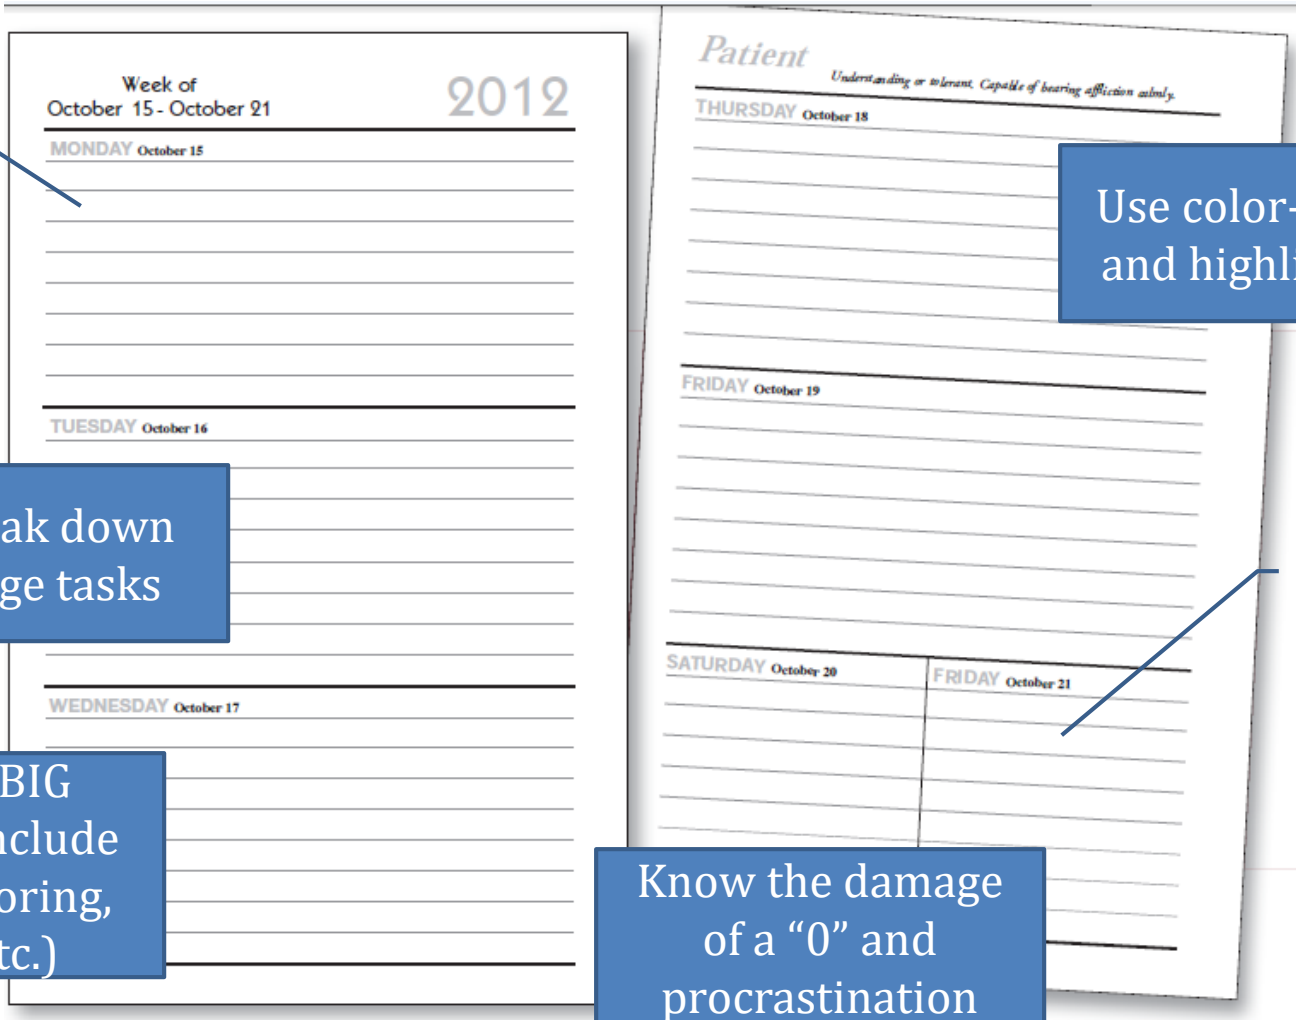 Week of
October 15 - October 21
2012
MONDAY October 15
TUESDAY October 16
ak down
ge tasks
WEDNESDAY October 17
BIG
nclude
oring,
tc.)
Patient
Understanding or tolerant. Capable of bearing affliction calmly.
THURSDAY October 18
Use color-
and highli
FRIDAY October 19
SATURDAY October 20
FRIDAY October 21
Know the damage
of a “0” and
procrastination